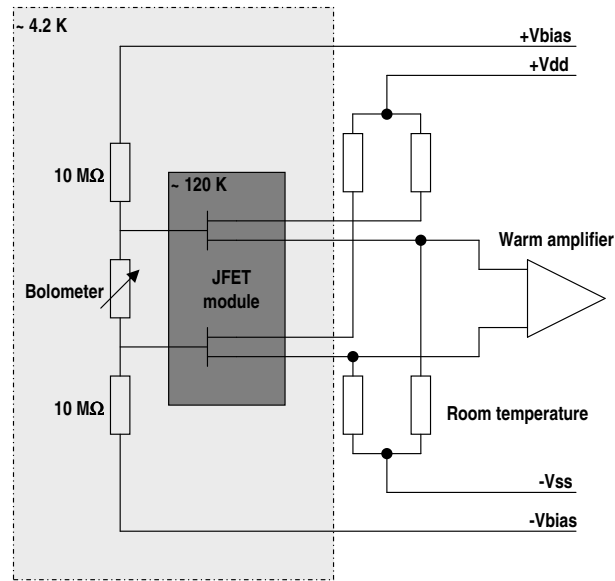 ~ 4.2 K
+Vbias
+Vdd
10 MΩ
~ 120 K
Warm amplifier
Bolometer
JFET
module
10 MΩ
Room temperature
-Vss
-Vbias